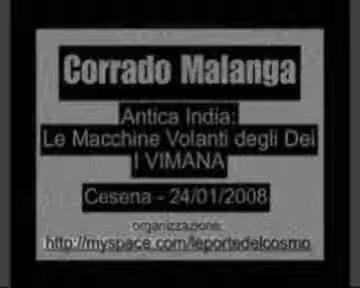 Corrado Malanga
Antica India:
Le Macchine Volanti degli Dei
I VIMANA
Cesena - 24/01/2008
organizzazione:
http://myspace.com/leportedelcosmo